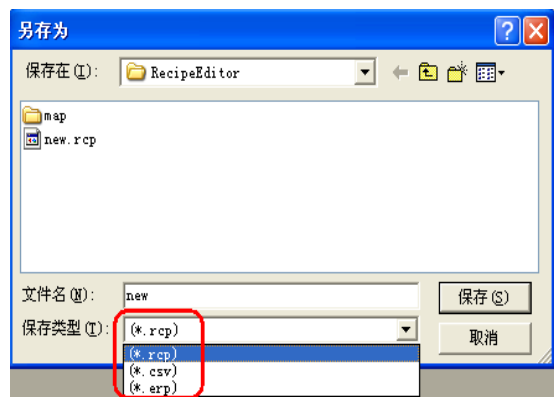 另存为
保存在(I): RecipeEditor
map
new.rcp
文件名(N): new 保存(S)
保存类型(T): (*.rcp) 取消
(*.rcp)
(*.csv)
(*.erp)